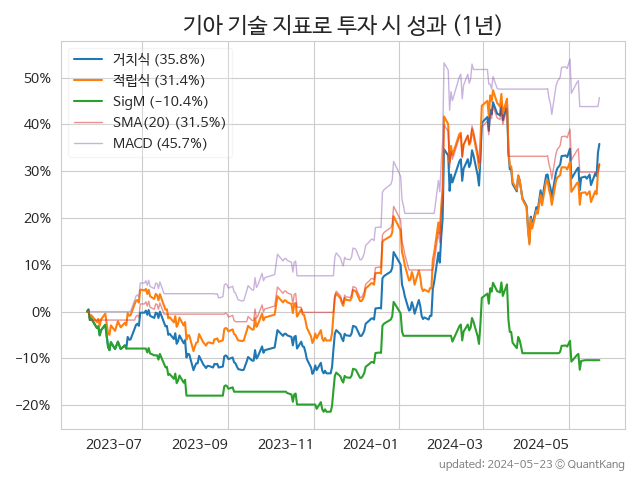 기아 기술 지표로 투자 시 성과 (1년)
거치식 (35.8%)
적립식 (31.4%)
SigM (−10.4%)
SMA(20) (31.5%)
MACD (45.7%)
50%
40%
30%
20%
10%
0%
−10%
−20%
2023-07 2023-09 2023-11 2024-01 2024-03 2024-05
updated: 2024-05-23 ⓒ QuantKang